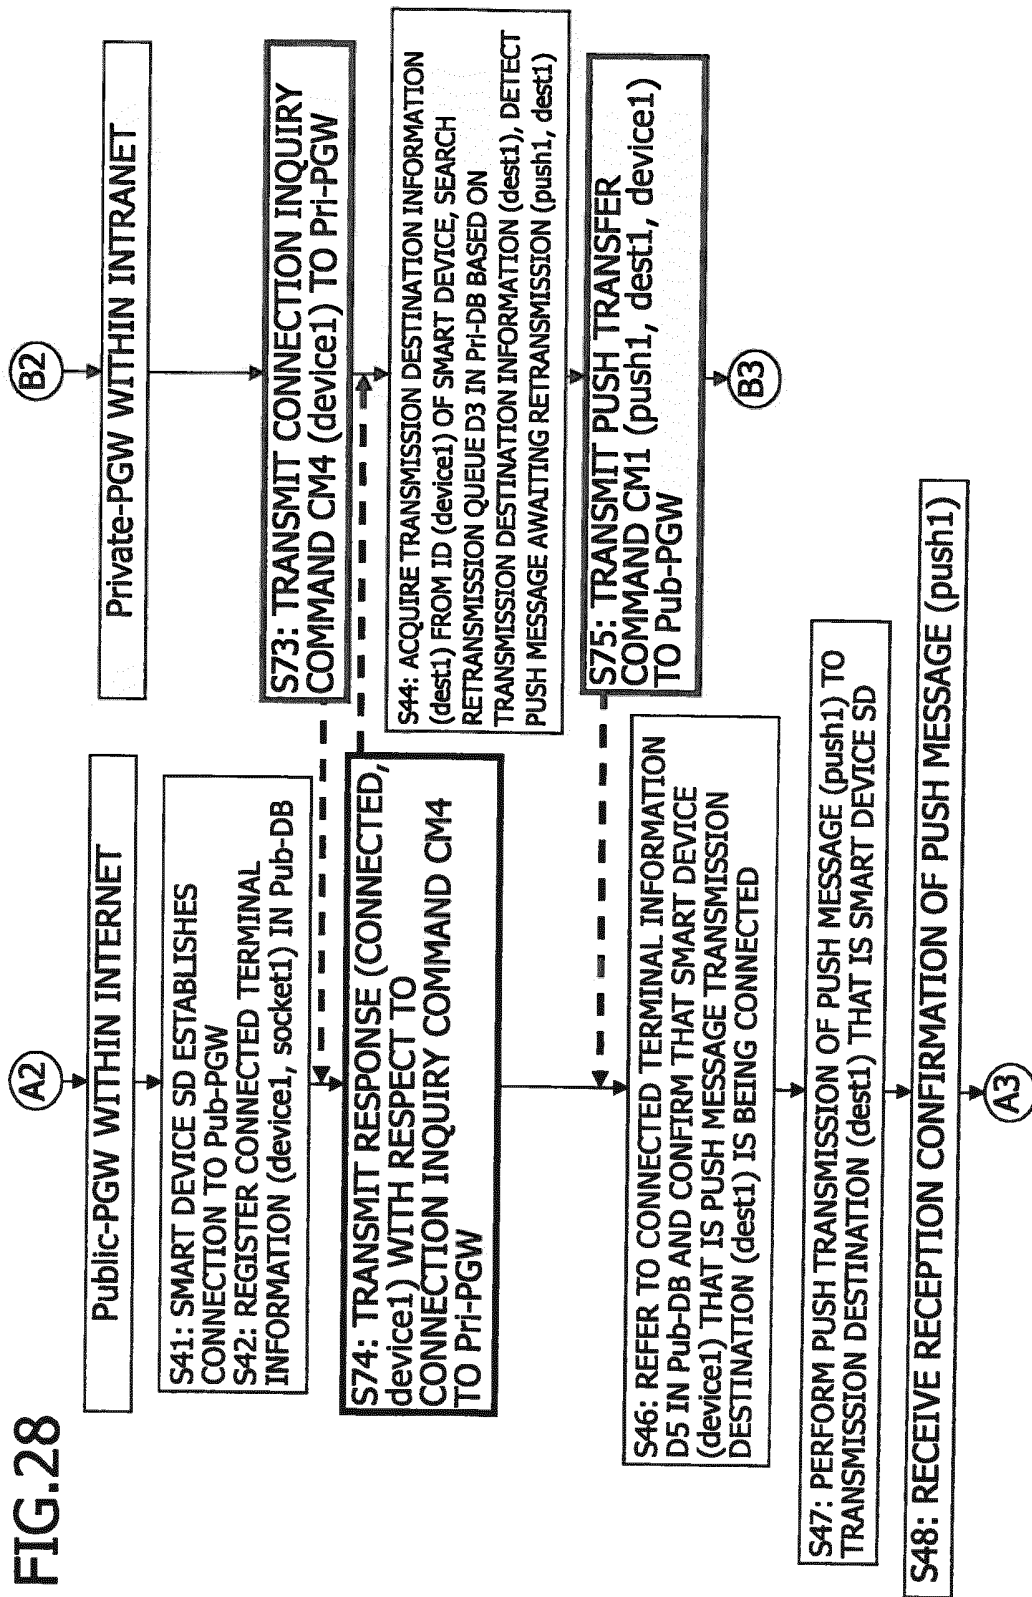 FIG.28
A2
Public-PGW WITHIN INTERNET
S41: SMART DEVICE SD ESTABLISHES
CONNECTION TO Pub-PGW
S42: REGISTER CONNECTED TERMINAL
INFORMATION (device1, socket1) IN Pub-DB
S74: TRANSMIT RESPONSE (CONNECTED,
device1) WITH RESPECT TO
CONNECTION INQUIRY COMMAND CM4
TO Pri-PGW
S46: REFER TO CONNECTED TERMINAL INFORMATION
D5 IN Pub-DB AND CONFIRM THAT SMART DEVICE
(device1) THAT IS PUSH MESSAGE TRANSMISSION
DESTINATION (dest1) IS BEING CONNECTED
S47: PERFORM PUSH TRANSMISSION OF PUSH MESSAGE (push1) TO
TRANSMISSION DESTINATION (dest1) THAT IS SMART DEVICE SD
S48: RECEIVE RECEPTION CONFIRMATION OF PUSH MESSAGE (push1)
A3
B2
Private-PGW WITHIN INTRANET
S73: TRANSMIT CONNECTION INQUIRY
COMMAND CM4 (device1) TO Pri-PGW
S44: ACQUIRE TRANSMISSION DESTINATION INFORMATION
(dest1) FROM ID (device1) OF SMART DEVICE, SEARCH
RETRANSMISSION QUEUE D3 IN Pri-DB BASED ON
TRANSMISSION DESTINATION INFORMATION (dest1), DETECT
PUSH MESSAGE AWAITING RETRANSMISSION (push1, dest1)
S75: TRANSMIT PUSH TRANSFER
COMMAND CM1 (push1, dest1, device1)
TO Pub-PGW
B3